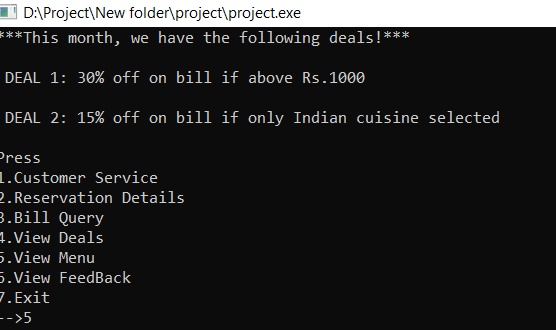 D:\Project\New folder\project\project.exe
***This month, we have the following deals!***
DEAL 1: 30% off on bill if above Rs.1000
DEAL 2: 15% off on bill if only Indian cuisine selected
Press
1.Customer Service
2.Reservation Details
3.Bill Query
4.View Deals
5.View Menu
6.View FeedBack
7.Exit
-->5